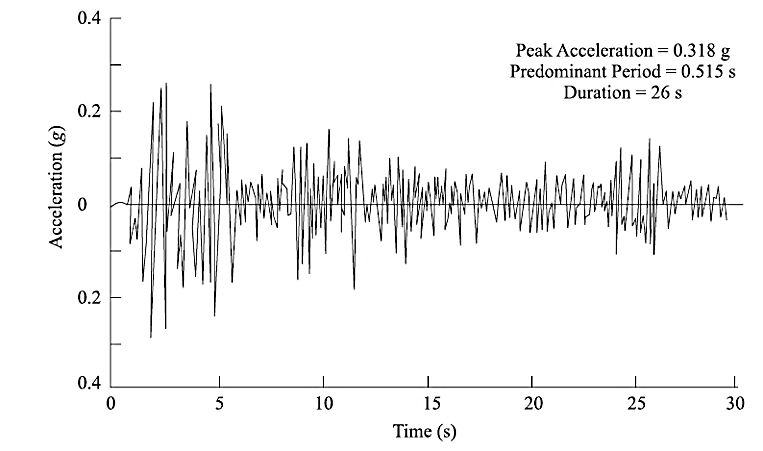 0.4
Peak Acceleration = 0.318 g
Predominant Period = 0.515 s
Duration = 26 s
0.2
Acceleration (g)
0
0.2
0.4
0 5 10 15 20 25 30
Time (s)